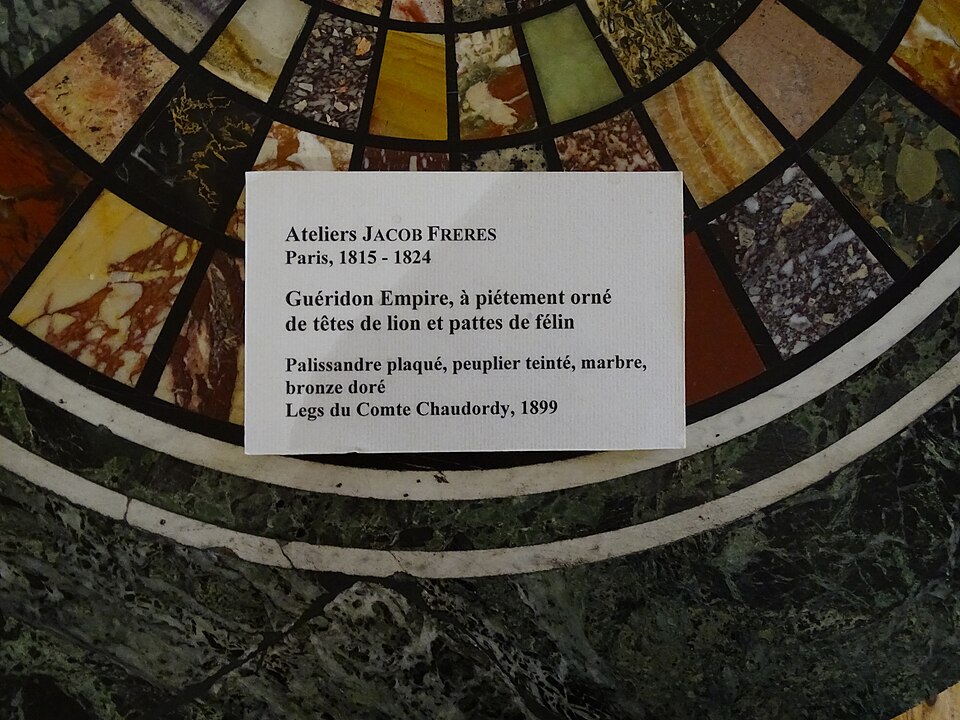 Ateliers JACOB FRERES
Paris, 1815 - 1824
Guéridon Empire, à piétement orné
de têtes de lion et pattes de félin
Palissandre plaqué, peuplier teinté, marbre,
bronze doré
Legs du Comte Chaudordy, 1899